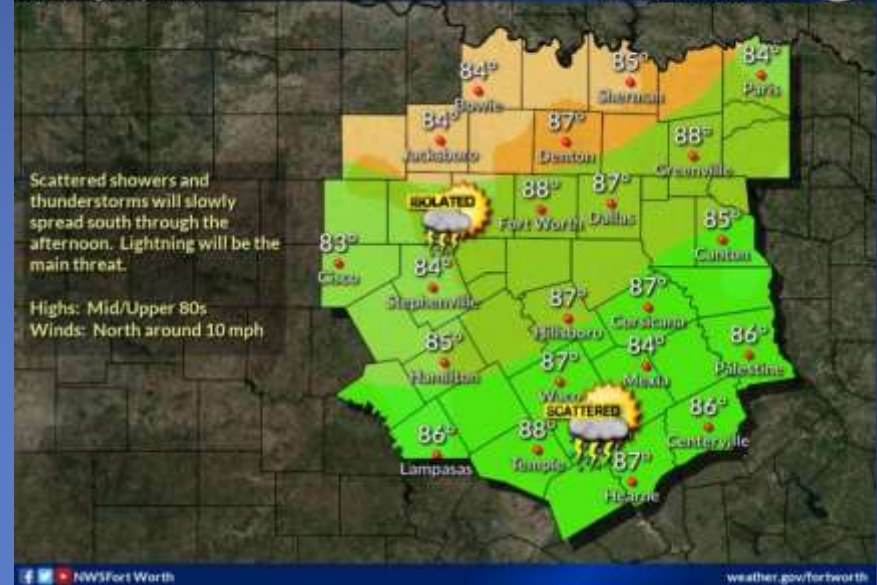 84°
Bowie
85°
Sherman
84°
Paris
84°
Jacksboro
87°
Denton
88°
Greenville
Scattered showers and
thunderstorms will slowly
spread south through the
afternoon. Lightning will be the
main threat.
Highs: Mid/Upper 80s
Winds: North around 10 mph
ISOLATED
88°
Fort Worth
87°
Dallas
83°
Cisco
84°
Stephenville
85°
Canton
87°
Hillsboro
87°
Corsicana
85°
Hamilton
87°
Waco
84°
Mexia
86°
Palestine
SCATTERED
86°
Lampasas
88°
Temple
87°
Hearne
86°
Centerville
NWSFort Worth
weather.gov/fortworth